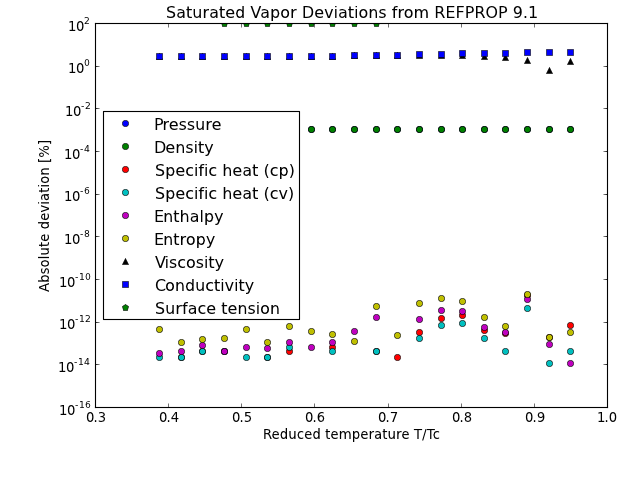 Saturated Vapor Deviations from REFPROP 9.1
10^2
10^0
10^-2
10^-4
10^-6
10^-8
10^-10
10^-12
10^-14
10^-16
Absolute deviation [%]
Pressure
Density
Specific heat (cp)
Specific heat (cv)
Enthalpy
Entropy
Viscosity
Conductivity
Surface tension
0.3 0.4 0.5 0.6 0.7 0.8 0.9 1.0
Reduced temperature T/Tc